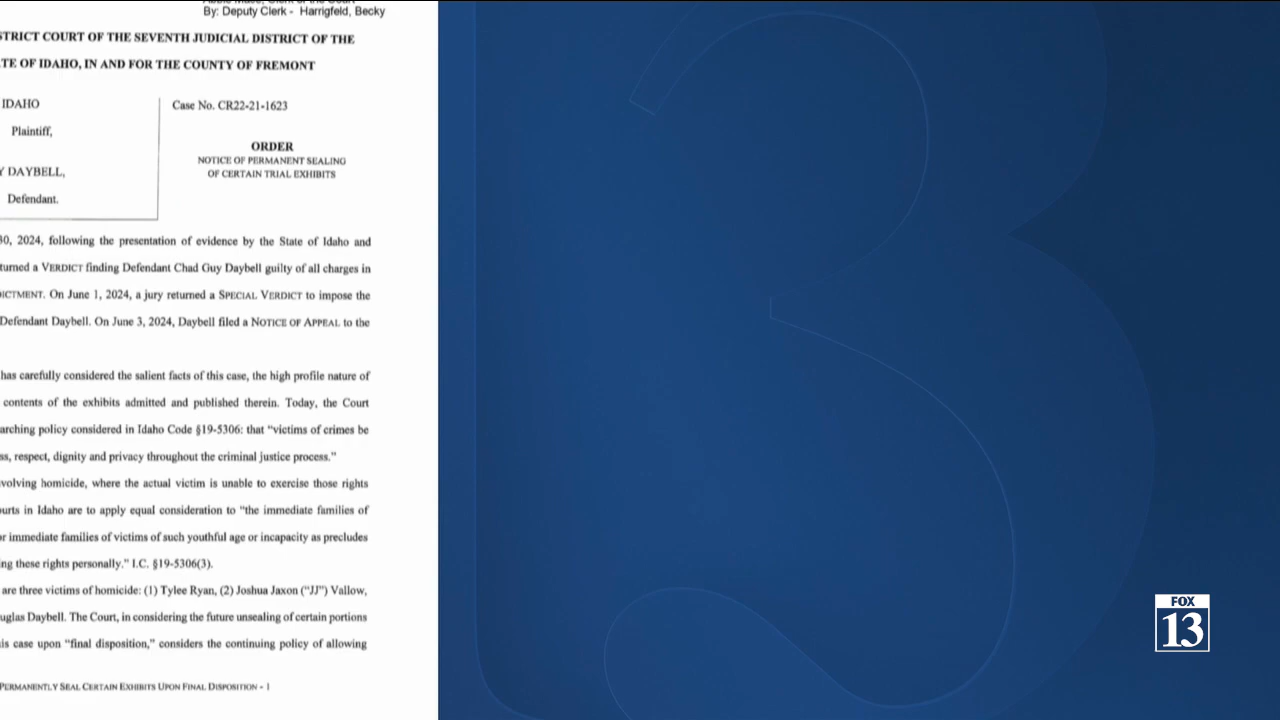 By: Deputy Clerk - Harrigfeld, Becky
STRICT COURT OF THE SEVENTH JUDICIAL DISTRICT OF THE
TE OF IDAHO, IN AND FOR THE COUNTY OF FREMONT
IDAHO
Plaintiff,
Y DAYBELL,
Defendant.
Case No. CR22-21-1623
ORDER
NOTICE OF PERMANENT SEALING
OF CERTAIN TRIAL EXHIBITS
30, 2024, following the presentation of evidence by the State of Idaho and
turned a VERDICT finding Defendant Chad Guy Daybell guilty of all charges in
ICTMENT. On June 1, 2024, a jury returned a SPECIAL VERDICT to impose the
Defendant Daybell. On June 3, 2024, Daybell filed a NOTICE OF APPEAL to the
has carefully considered the salient facts of this case, the high profile nature of
contents of the exhibits admitted and published therein. Today, the Court
arching policy considered in Idaho Code §19-5306: that “victims of crimes be
ss, respect, dignity and privacy throughout the criminal justice process.”
volving homicide, where the actual victim is unable to exercise those rights
ourts in Idaho are to apply equal consideration to “the immediate families of
or immediate families of victims of such youthful age or incapacity as precludes
ing these rights personally.” I.C. §19-5306(3).
are three victims of homicide: (1) Tylee Ryan, (2) Joshua Jaxon (“JJ”) Vallow,
uglas Daybell. The Court, in considering the future unsealing of certain portions
is case upon “final disposition,” considers the continuing policy of allowing
PERMANENTLY SEAL CERTAIN EXHIBITS UPON FINAL DISPOSITION - 1
FOX
13